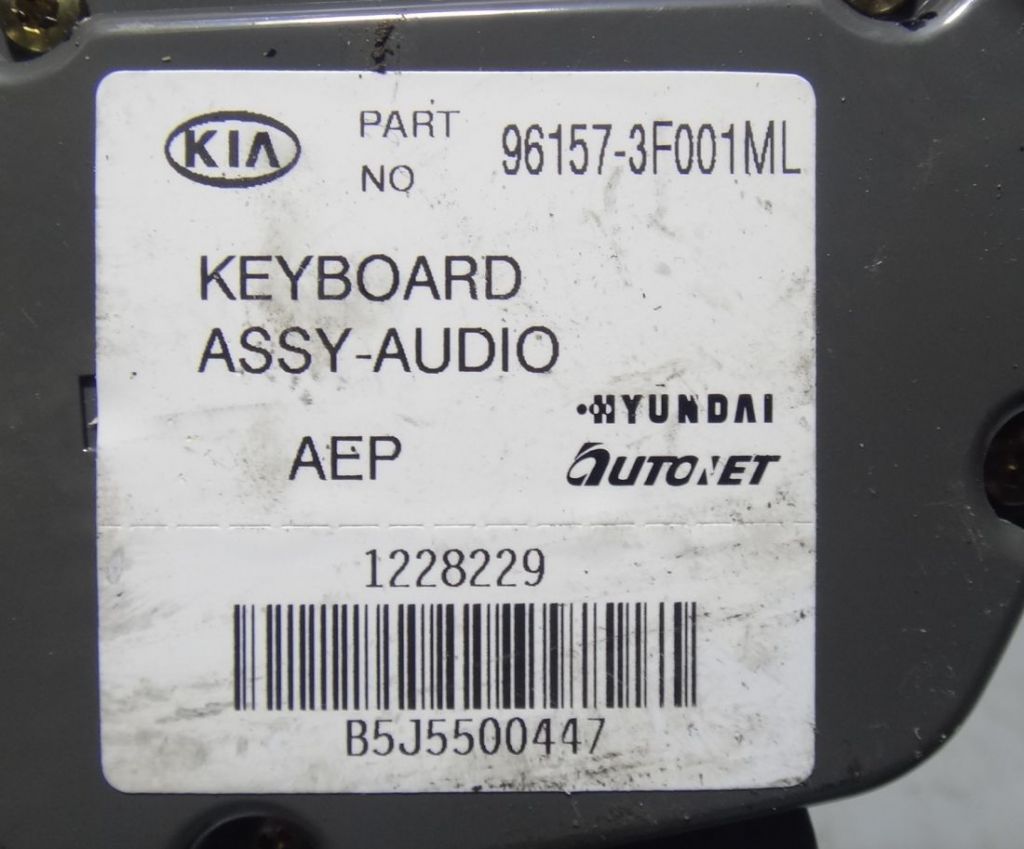 KIA PART NO 96157-3F001ML
KEYBOARD
ASSY-AUDIO
AEP
HYUNDAI
AUTONET
1228229
B5J5500447